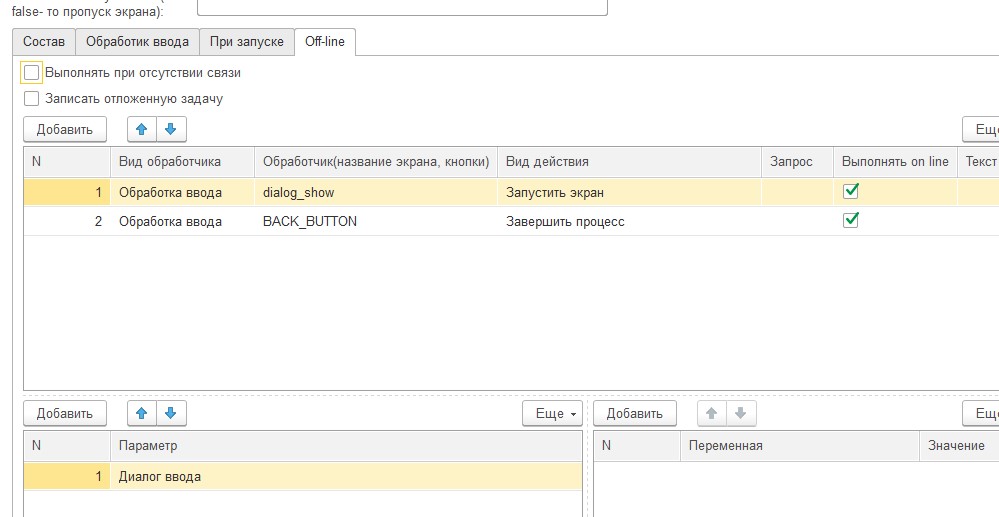 false- то пропуск экрана):
Состав Обработик ввода При запуске Off-line
Выполнять при отсутствии связи
Записать отложенную задачу
Добавить
N Вид обработчика Обработчик(название экрана, кнопки) Вид действия Запрос Выполнять on line Текст
1 Обработка ввода dialog_show Запустить экран
2 Обработка ввода BACK_BUTTON Завершить процесс
Добавить Еще Добавить
N Параметр N Переменная Значение
1 Диалог ввода